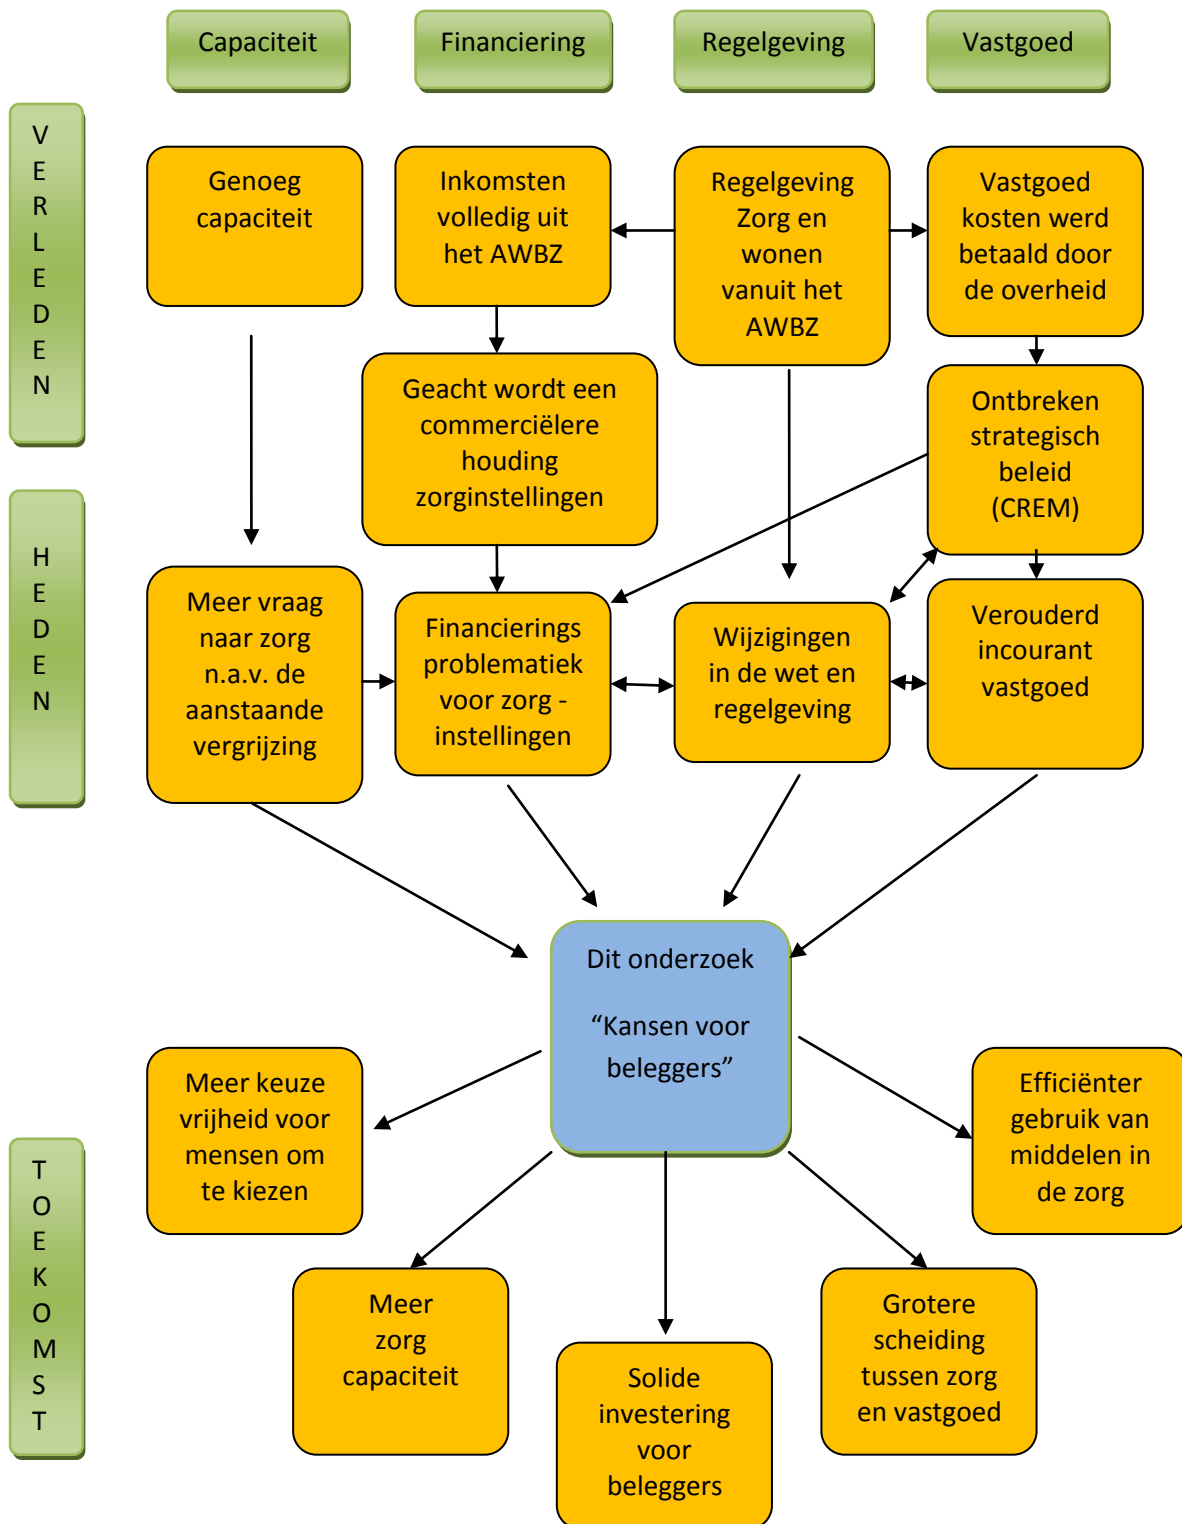 Capaciteit
Financiering
Regelgeving
Vastgoed
V
E
R
L
E
D
E
N
Genoeg
capaciteit
Inkomsten
volledig uit
het AWBZ
Regelgeving
Zorg en
wonen
vanuit het
AWBZ
Vastgoed
kosten werd
betaald door
de overheid
Geacht wordt een
commerciëlere
houding
zorginstellingen
Ontbreken
strategisch
beleid
(CREM)
H
E
D
E
N
Meer vraag
naar zorg
n.a.v. de
aanstaande
vergrijzing
Financierings
problematiek
voor zorg -
instellingen
Wijzigingen
in de wet en
regelgeving
Verouderd
incourant
vastgoed
Dit onderzoek
“Kansen voor
beleggers”
T
O
E
K
O
M
S
T
Meer keuze
vrijheid voor
mensen om
te kiezen
Efficiënter
gebruik van
middelen in
de zorg
Meer
zorg
capaciteit
Solide
investering
voor
beleggers
Grotere
scheiding
tussen zorg
en vastgoed